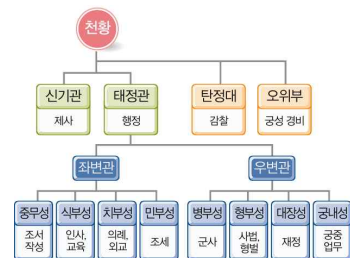 천황
신기관 태정관 탄정대 오위부
제사 행정 감찰 궁성 경비
좌변관 우변관
중무성 식부성 치부성 민부성 병부성 형부성 대장성 궁내성
조서 작성 인사, 교육 의례, 외교 조세 군사 사법, 형벌 재정 궁중 업무